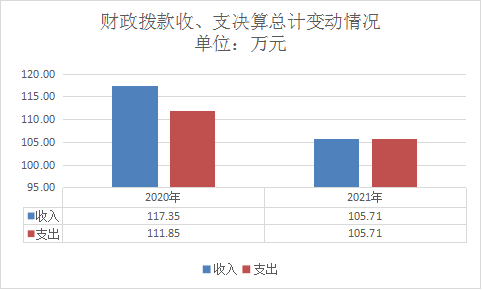 财政拨款收、支决算总计变动情况
单位：万元
120.00
115.00
110.00
105.00
100.00
95.00
2020年 2021年
收入 117.35 105.71
支出 111.85 105.71
收入 支出